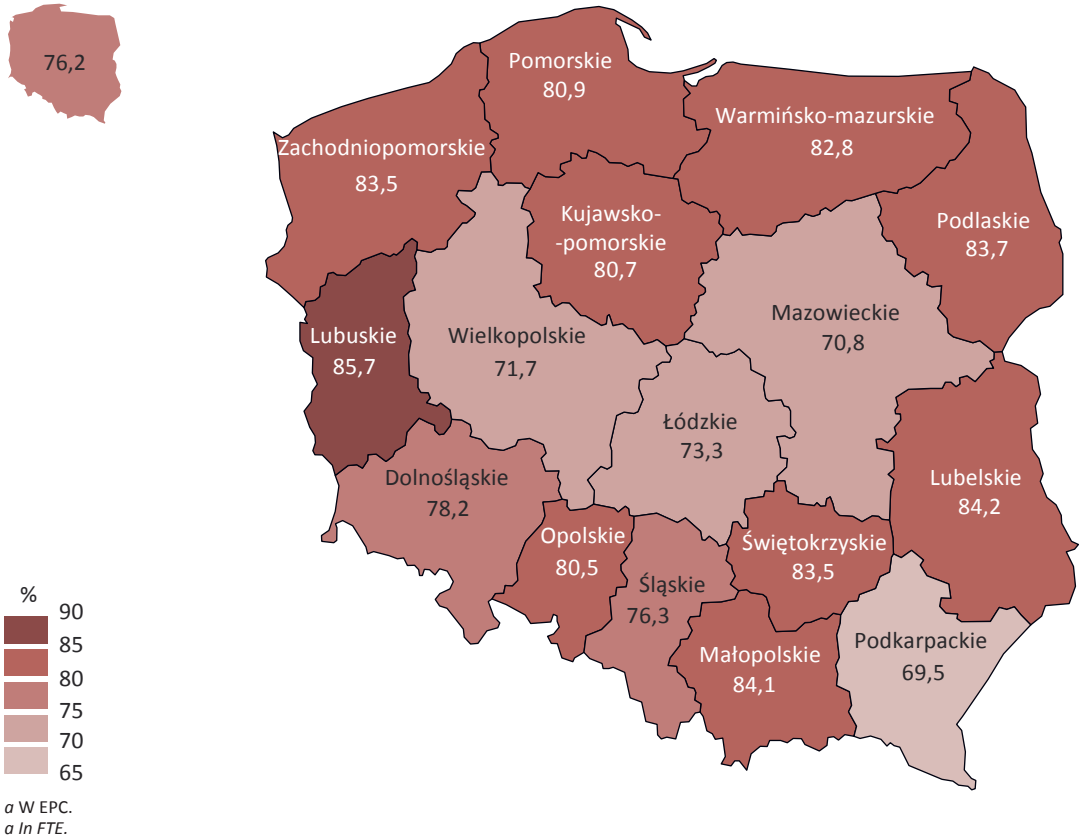 76,2
Pomorskie
80,9
Warmińsko-mazurskie
82,8
Zachodniopomorskie
83,5
Kujawsko-
-pomorskie
80,7
Podlaskie
83,7
Lubuskie
85,7
Wielkopolskie
71,7
Mazowieckie
70,8
Łódzkie
73,3
Dolnośląskie
78,2
Lubelskie
84,2
Opolskie
80,5
Śląskie
76,3
Świętokrzyskie
83,5
Małopolskie
84,1
Podkarpackie
69,5
%
90
85
80
75
70
65
a W EPC.
a In FTE.